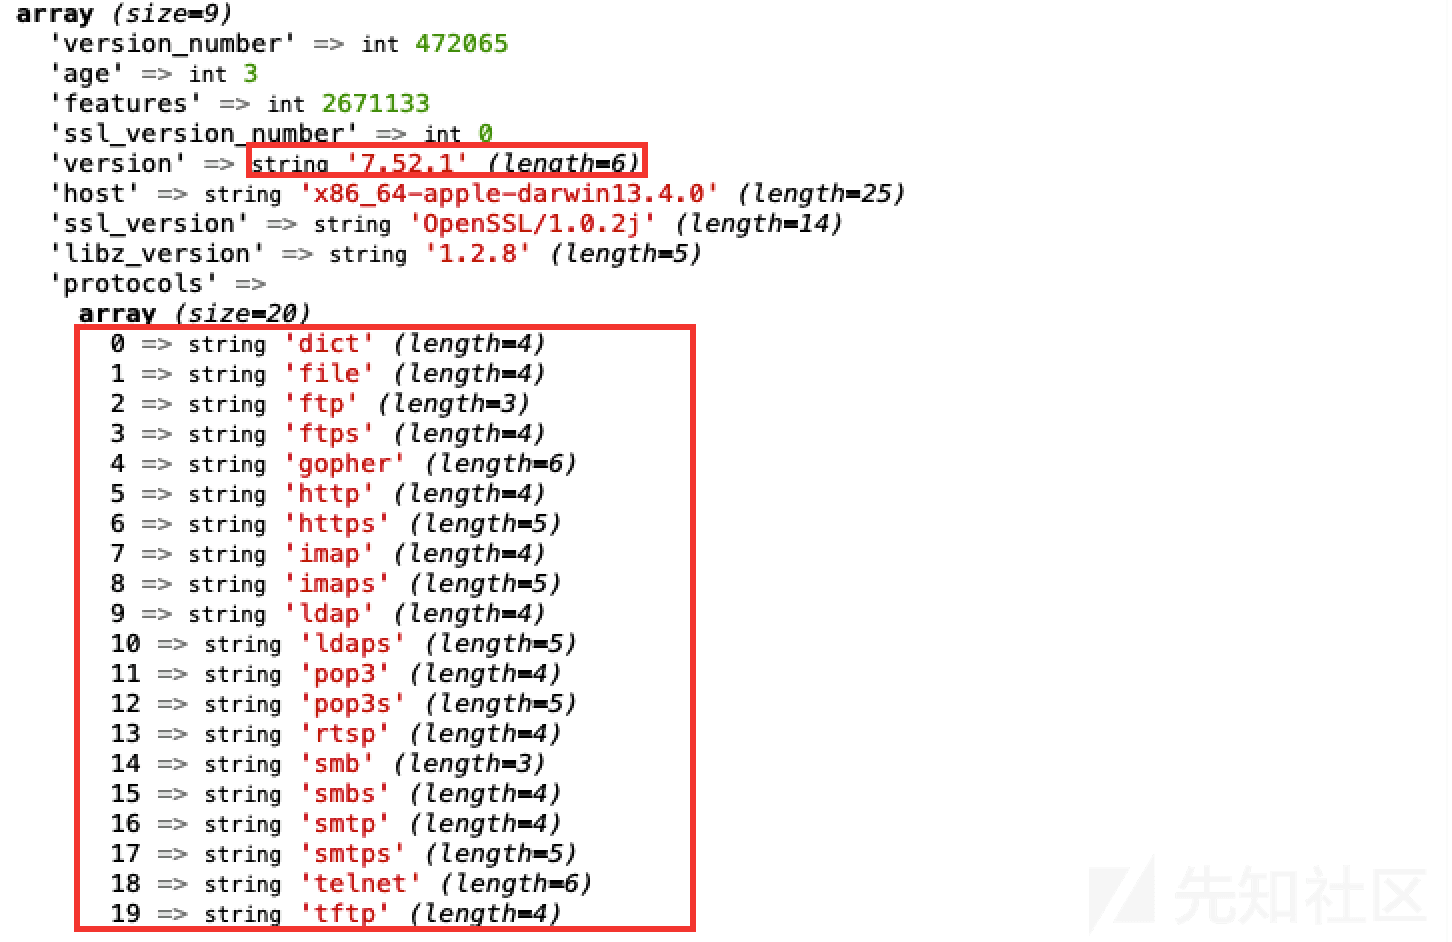 array (size=9)
'version_number' => int 472065
'age' => int 3
'features' => int 2671133
'ssl_version_number' => int 0
'version' => string '7.52.1' (length=6)
'host' => string 'x86_64-apple-darwin13.4.0' (length=25)
'ssl_version' => string 'OpenSSL/1.0.2j' (length=14)
'libz_version' => string '1.2.8' (length=5)
'protocols' =>
array (size=20)
0 => string 'dict' (length=4)
1 => string 'file' (length=4)
2 => string 'ftp' (length=3)
3 => string 'ftps' (length=4)
4 => string 'gopher' (length=6)
5 => string 'http' (length=4)
6 => string 'https' (length=5)
7 => string 'imap' (length=4)
8 => string 'imaps' (length=5)
9 => string 'ldap' (length=4)
10 => string 'ldaps' (length=5)
11 => string 'pop3' (length=4)
12 => string 'pop3s' (length=5)
13 => string 'rtsp' (length=4)
14 => string 'smb' (length=3)
15 => string 'smbs' (length=4)
16 => string 'smtp' (length=4)
17 => string 'smtps' (length=5)
18 => string 'telnet' (length=6)
19 => string 'tftp' (length=4)
先知社区